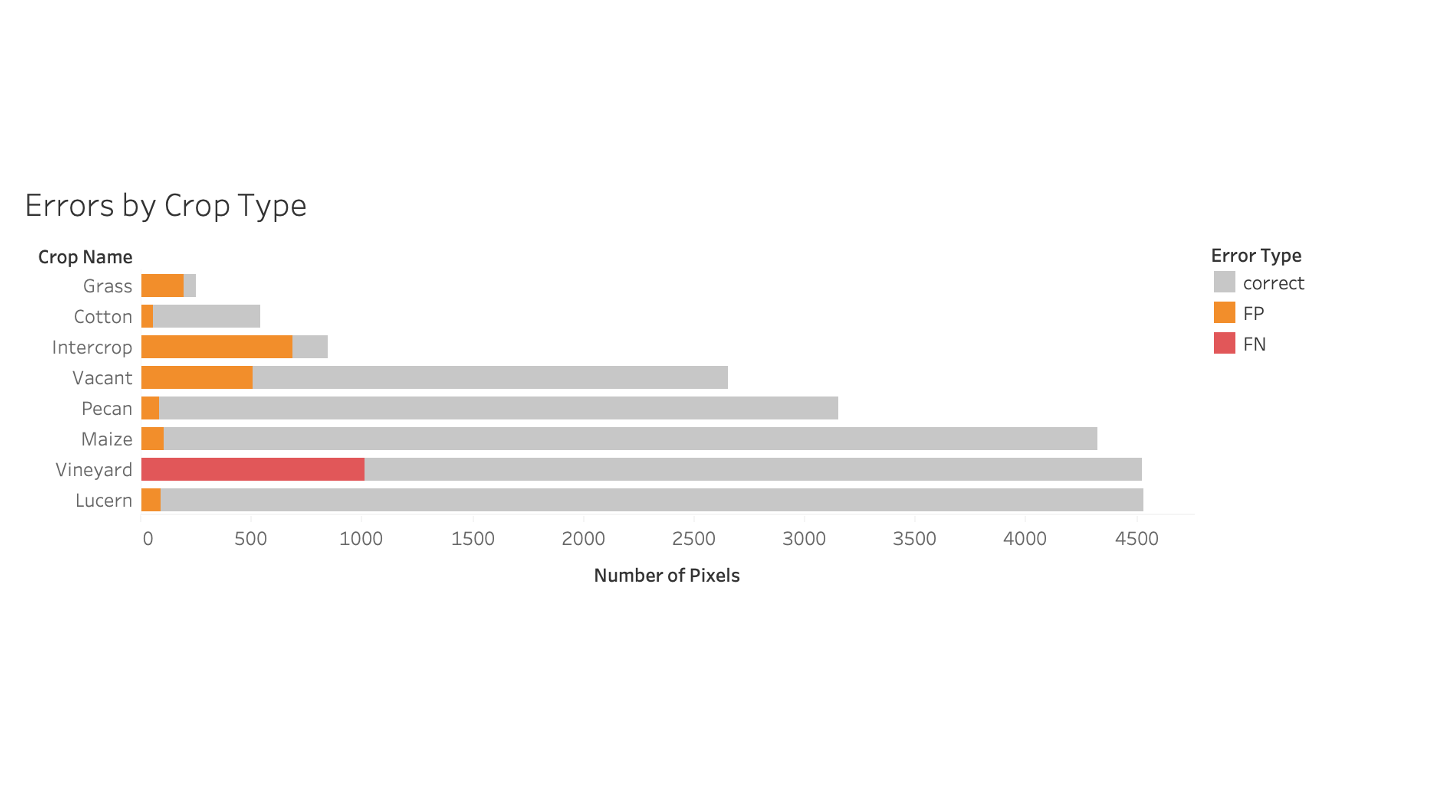 Errors by Crop Type
Crop Name
Grass
Cotton
Intercrop
Vacant
Pecan
Maize
Vineyard
Lucern
0 500 1000 1500 2000 2500 3000 3500 4000 4500
Number of Pixels
Error Type
correct
FP
FN